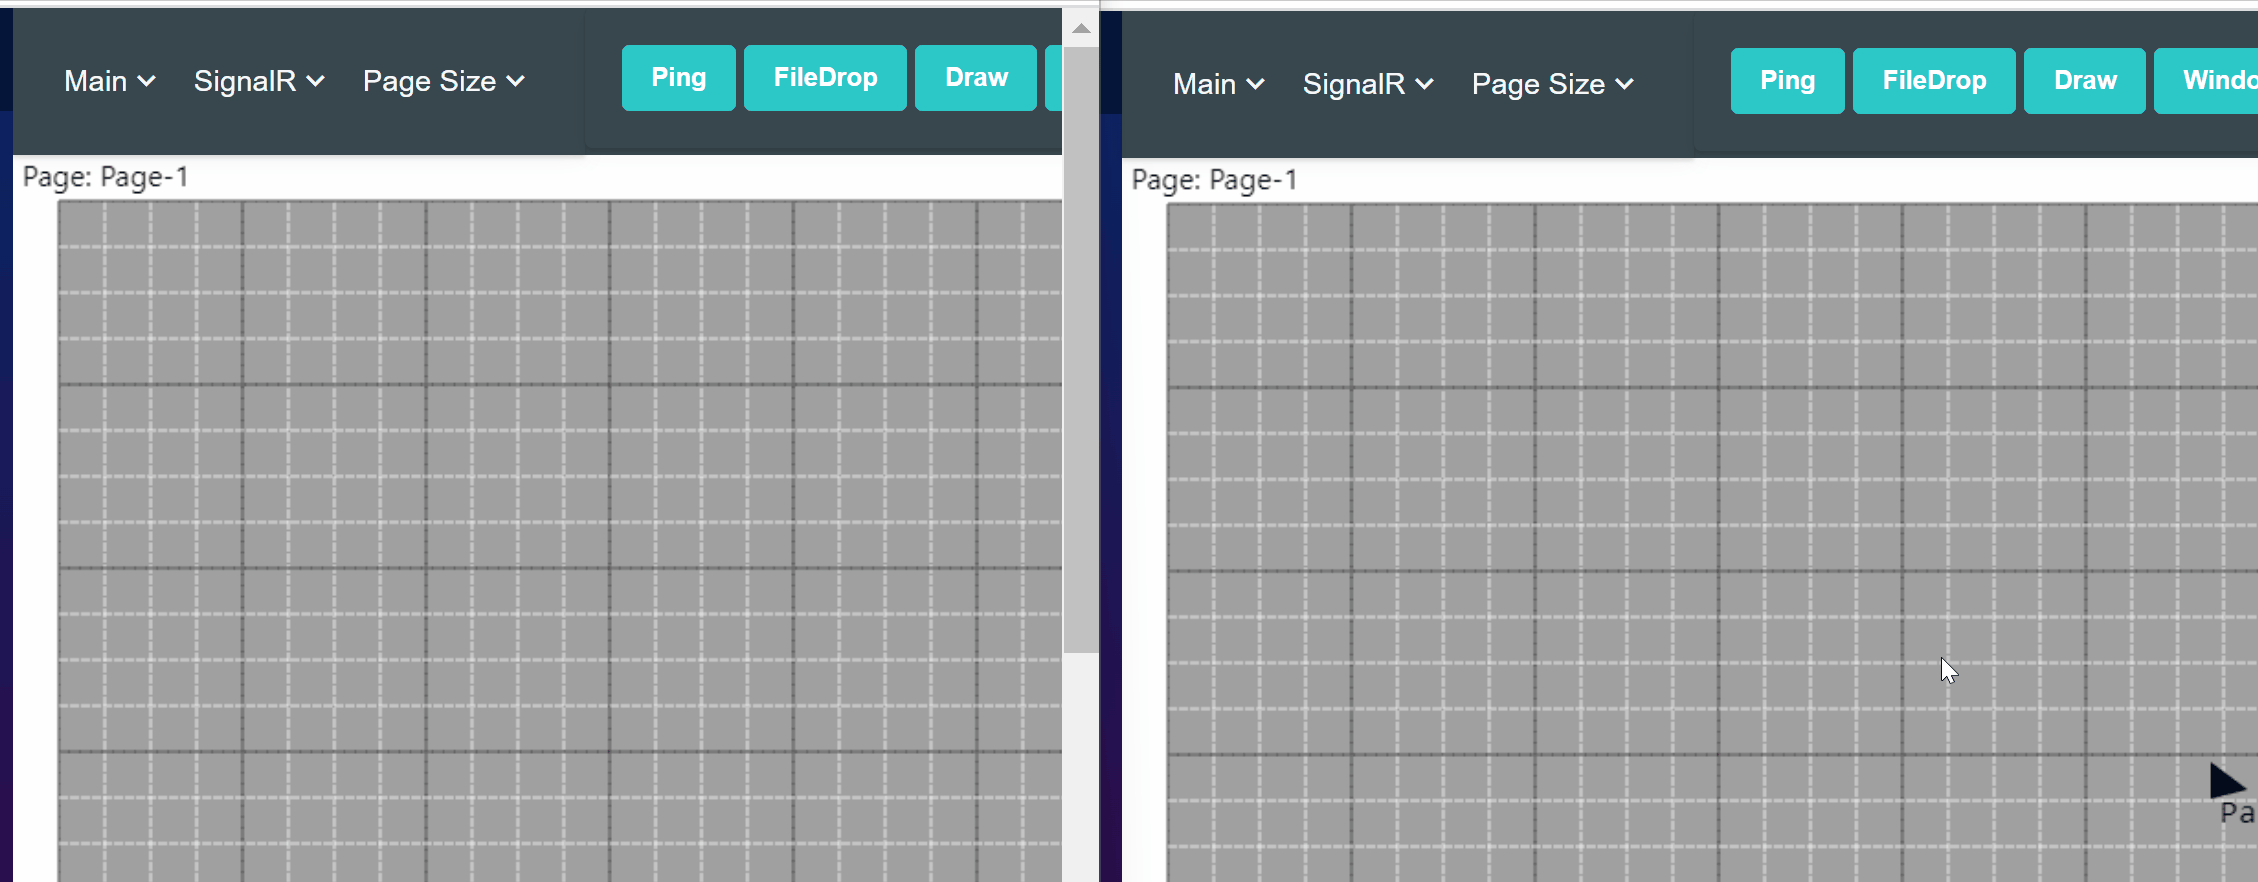 Main SignalR Page Size Ping FileDrop Draw
Page: Page-1
Main SignalR Page Size Ping FileDrop Draw Windo
Page: Page-1
Pa